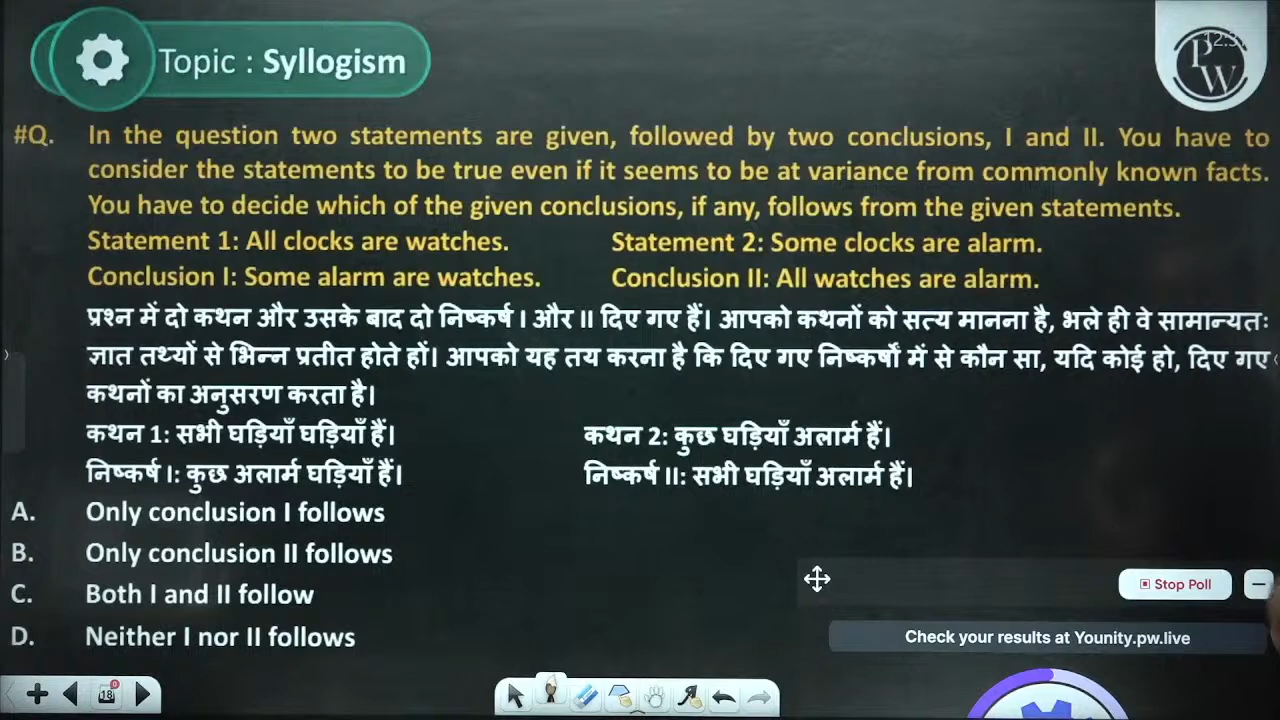 Topic : Syllogism
PW
#Q. In the question two statements are given, followed by two conclusions, I and II. You have to
consider the statements to be true even if it seems to be at variance from commonly known facts.
You have to decide which of the given conclusions, if any, follows from the given statements.
Statement 1: All clocks are watches. Statement 2: Some clocks are alarm.
Conclusion I: Some alarm are watches. Conclusion II: All watches are alarm.
प्रश्न में दो कथन और उसके बाद दो निष्कर्ष I और II दिए गए हैं। आपको कथनों को सत्य मानना है, भले ही वे सामान्यतः
ज्ञात तथ्यों से भिन्न प्रतीत होते हों। आपको यह तय करना है कि दिए गए निष्कर्षों में से कौन सा, यदि कोई हो, दिए गए
कथनों का अनुसरण करता है।
कथन 1: सभी घड़ियाँ घड़ियाँ हैं। कथन 2: कुछ घड़ियाँ अलार्म हैं।
निष्कर्ष I: कुछ अलार्म घड़ियाँ हैं। निष्कर्ष II: सभी घड़ियाँ अलार्म हैं।
A. Only conclusion I follows
B. Only conclusion II follows
C. Both I and II follow
D. Neither I nor II follows
Stop Poll
Check your results at Younity.pw.live
18
0